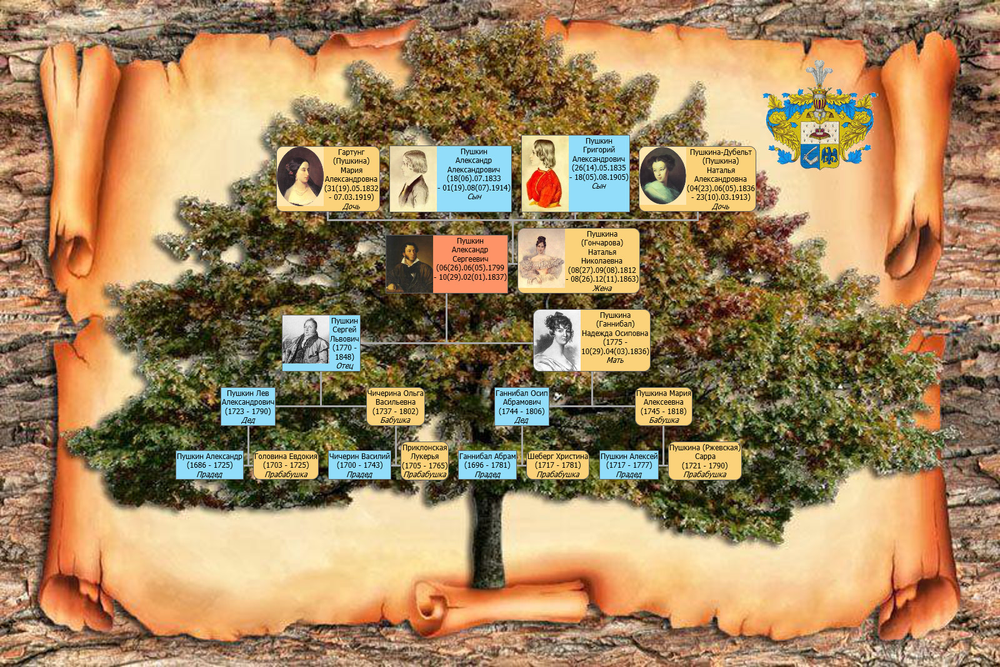 Гартунг
(Пушкина)
Мария
Александровна
(31(19).05.1832
- 07.03.1919)
Дочь
Пушкин
Александр
Александрович
(18(06).07.1833
- 01(19).08(07).1914)
Сын
Пушкин
Григорий
Александрович
(26(14).05.1835
- 18(05).08.1905)
Сын
Пушкина-Дубельт
(Пушкина)
Наталья
Александровна
(04(23).06(05).1836
- 23(10).03.1913)
Дочь
Пушкин
Александр
Сергеевич
(06(26).06(05).1799
- 10(29).02(01).1837)
Пушкина
(Гончарова)
Наталья
Николаевна
(08(27).09(08).1812
- 08(26).12(11).1863)
Жена
Пушкин
Сергей
Львович
(1770 -
1848)
Отец
Пушкина
(Ганнибал)
Надежда Осиповна
(1775 -
10(29).04(03).1836)
Мать
Пушкин Лев
Александрович
(1723 - 1790)
Дед
Чичерина Ольга
Васильевна
(1737 - 1802)
Бабушка
Ганнибал Осип
Абрамович
(1744 - 1806)
Дед
Пушкина Мария
Алексеевна
(1745 - 1818)
Бабушка
Пушкин Александр
(1686 - 1725)
Прадед
Головина Евдокия
(1703 - 1725)
Прабабушка
Чичерин Василий
(1700 - 1743)
Прадед
Приклонская
Лукерья
(1705 - 1765)
Прабабушка
Ганнибал Абрам
(1696 - 1781)
Прадед
Шеберг Христина
(1717 - 1781)
Прабабушка
Пушкин Алексей
(1717 - 1777)
Прадед
Пушкина (Ржевская)
Сарра
(1721 - 1790)
Прабабушка